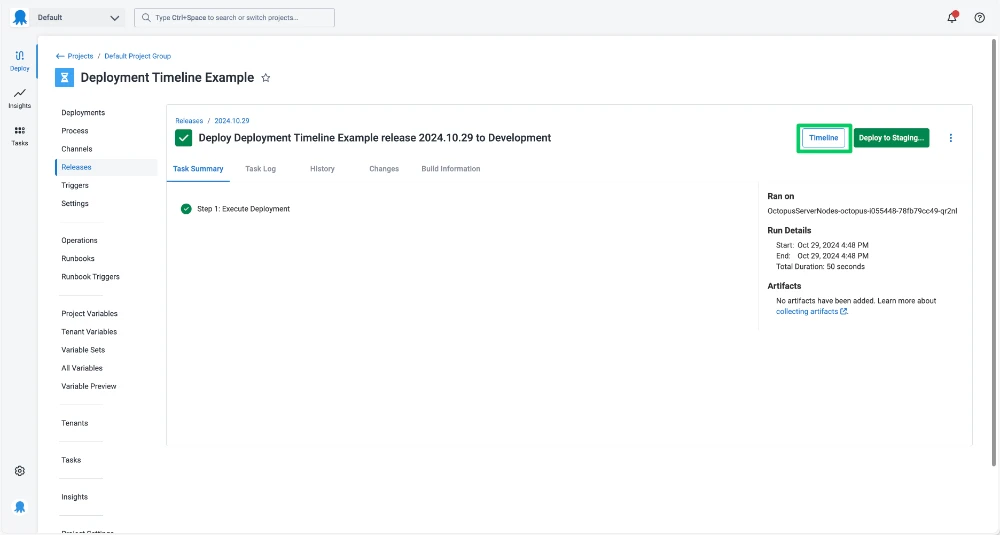 Default
Type Ctrl+Space to search or switch projects...
Deploy
Insights
Tasks
← Projects / Default Project Group
Deployment Timeline Example
Deployments
Process
Channels
Releases
Triggers
Settings
Operations
Runbooks
Runbook Triggers
Project Variables
Tenant Variables
Variable Sets
All Variables
Variable Preview
Tenants
Tasks
Insights
Project Settings
Releases / 2024.10.29
Deploy Deployment Timeline Example release 2024.10.29 to Development
Timeline
Deploy to Staging...
Task Summary
Task Log
History
Changes
Build Information
Step 1: Execute Deployment
Ran on
OctopusServerNodes-octopus-i055448-78fb79cc49-qr2nl
Run Details
Start: Oct 29, 2024 4:48 PM
End: Oct 29, 2024 4:48 PM
Total Duration: 50 seconds
Artifacts
No artifacts have been added. Learn more about
collecting artifacts.